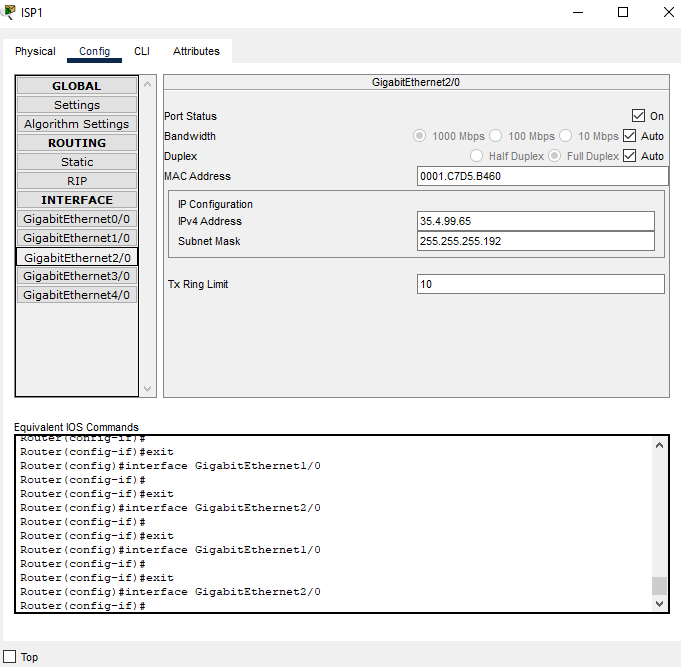 ISP1
Physical Config CLI Attributes
GLOBAL
Settings
Algorithm Settings
ROUTING
Static
RIP
INTERFACE
GigabitEthernet0/0
GigabitEthernet1/0
GigabitEthernet2/0
GigabitEthernet3/0
GigabitEthernet4/0
GigabitEthernet2/0
Port Status On
Bandwidth 1000 Mbps 100 Mbps 10 Mbps Auto
Duplex Half Duplex Full Duplex Auto
MAC Address 0001.C7D5.B460
IP Configuration
IPv4 Address 35.4.99.65
Subnet Mask 255.255.255.192
Tx Ring Limit 10
Equivalent IOS Commands
Router(config-if)#
Router(config-if)#exit
Router(config)#interface GigabitEthernet1/0
Router(config-if)#
Router(config-if)#exit
Router(config)#interface GigabitEthernet2/0
Router(config-if)#
Router(config-if)#exit
Router(config)#interface GigabitEthernet1/0
Router(config-if)#
Router(config-if)#exit
Router(config)#interface GigabitEthernet2/0
Router(config-if)#
Top